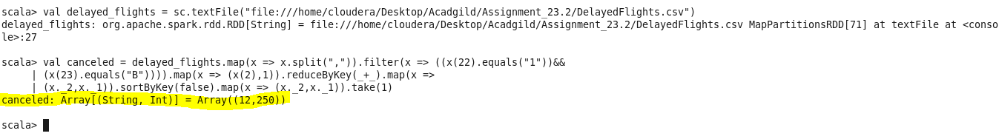 scala> val delayed_flights = sc.textFile("file:///home/cloudera/Desktop/Acadgild/Assignment_23.2/DelayedFlights.csv")
delayed_flights: org.apache.spark.rdd.RDD[String] = file:///home/cloudera/Desktop/Acadgild/Assignment_23.2/DelayedFlights.csv MapPartitionsRDD[71] at textFile at <conso
le>:27
scala> val canceled = delayed_flights.map(x => x.split(",")).filter(x => ((x(22).equals("1"))&&
| (x(23).equals("B")))).map(x => (x(2),1)).reduceByKey(_+_).map(x =>
| (x._2,x._1)).sortByKey(false).map(x => (x._2,x._1)).take(1)
canceled: Array[(String, Int)] = Array((12,250))
scala>